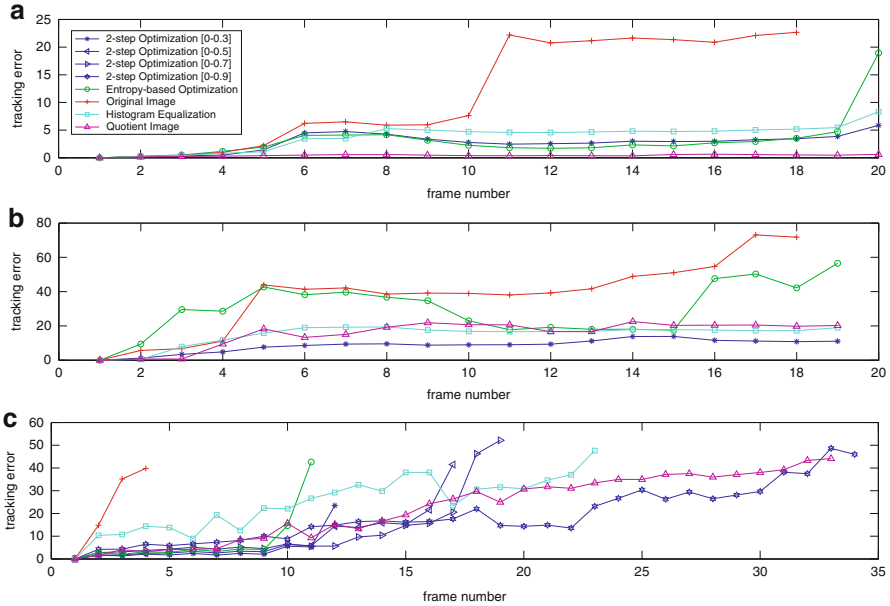 a
25
20
15
10
5
0
tracking error
2-step Optimization [0-0.3]
2-step Optimization [0-0.5]
2-step Optimization [0-0.7]
2-step Optimization [0-0.9]
Entropy-based Optimization
Original Image
Histogram Equalization
Quotient Image
0 2 4 6 8 10 12 14 16 18 20
frame number
b
80
60
40
20
0
tracking error
0 2 4 6 8 10 12 14 16 18 20
frame number
c
60
50
40
30
20
10
0
tracking error
5 10 15 20 25 30 35
frame number